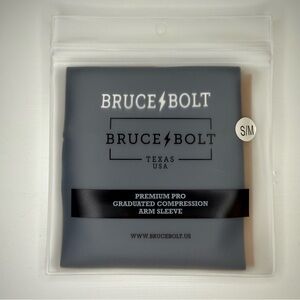 BRUCE⚡BOLT
BRUCE⚡BOLT
TEXAS
USA
S/M
PREMIUM PRO
GRADUATED COMPRESSION
ARM SLEEVE
WWW.BRUCEBOLT.US